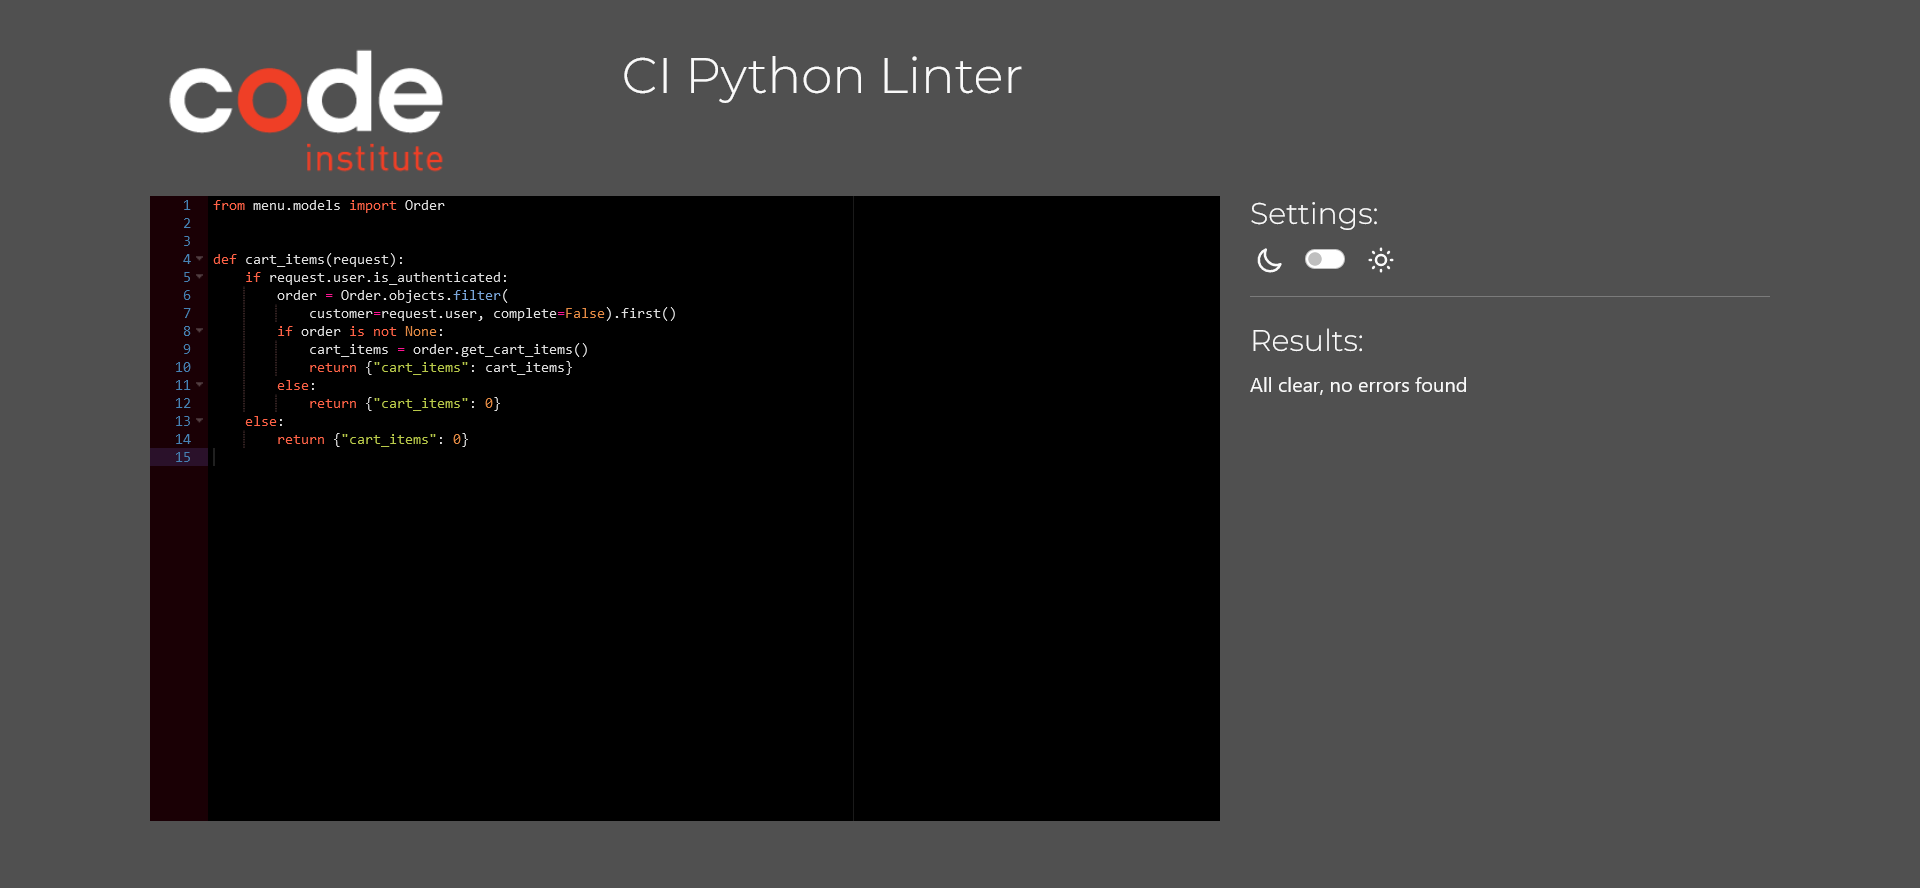 code
institute
CI Python Linter
1 from menu.models import Order
2
3
4 def cart_items(request):
5     if request.user.is_authenticated:
6         order = Order.objects.filter(
7             customer=request.user, complete=False).first()
8         if order is not None:
9             cart_items = order.get_cart_items()
10             return {"cart_items": cart_items}
11         else:
12             return {"cart_items": 0}
13     else:
14         return {"cart_items": 0}
15
Settings:
Results:
All clear, no errors found